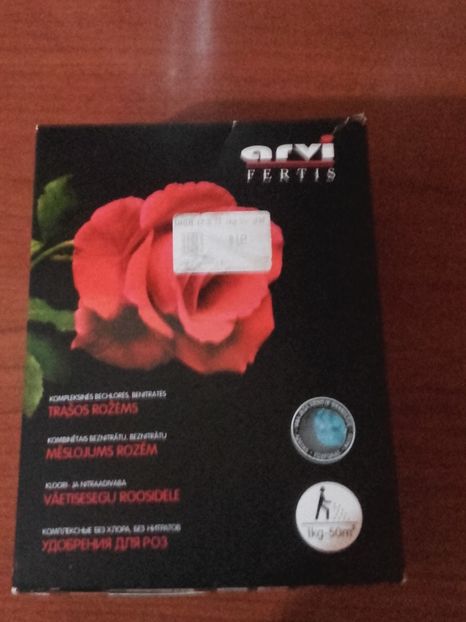 arvi
FERTIS
KOMPLEKSINĖS BECHLORĖS, BENITRATĖS
TRĄŠOS ROŽĖMS
KOMBINĒTAIS BEZNITRĀTU, BEZNITRĀTU
MĒSLOJUMS ROZĒM
KLOORI- JA NITRAADIVABA
VÄETISESEGU ROOSIDELE
КОМПЛЕКСНЫЕ БЕЗ ХЛОРА, БЕЗ НИТРАТОВ
УДОБРЕНИЯ ДЛЯ РОЗ
1kg-50m²